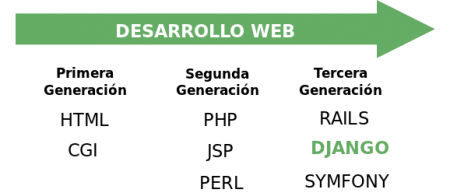 DESARROLLO WEB
Primera Generación
HTML
CGI
Segunda Generación
PHP
JSP
PERL
Tercera Generación
RAILS
DJANGO
SYMFONY